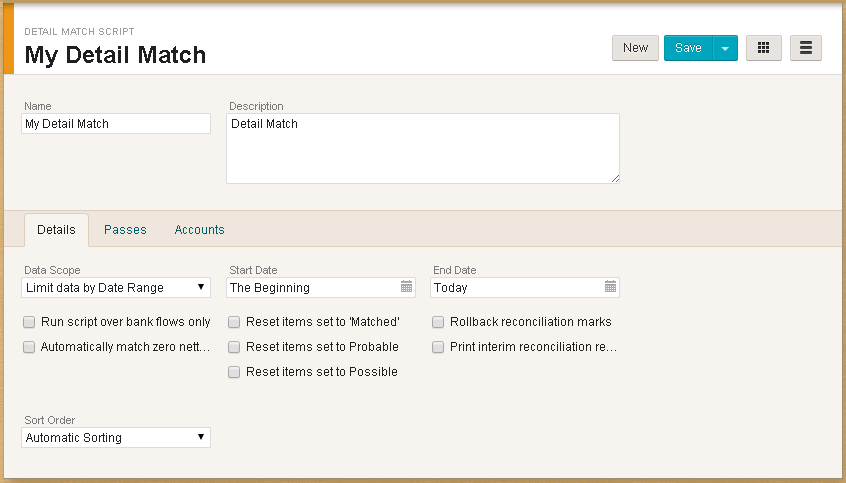 DETAIL MATCH SCRIPT
My Detail Match
New Save
Name Description
My Detail Match Detail Match
Details Passes Accounts
Data Scope Start Date End Date
Limit data by Date Range The Beginning Today
Run script over bank flows only Reset items set to 'Matched' Rollback reconciliation marks
Automatically match zero nett... Reset items set to Probable Print interim reconciliation re...
Reset items set to Possible
Sort Order
Automatic Sorting